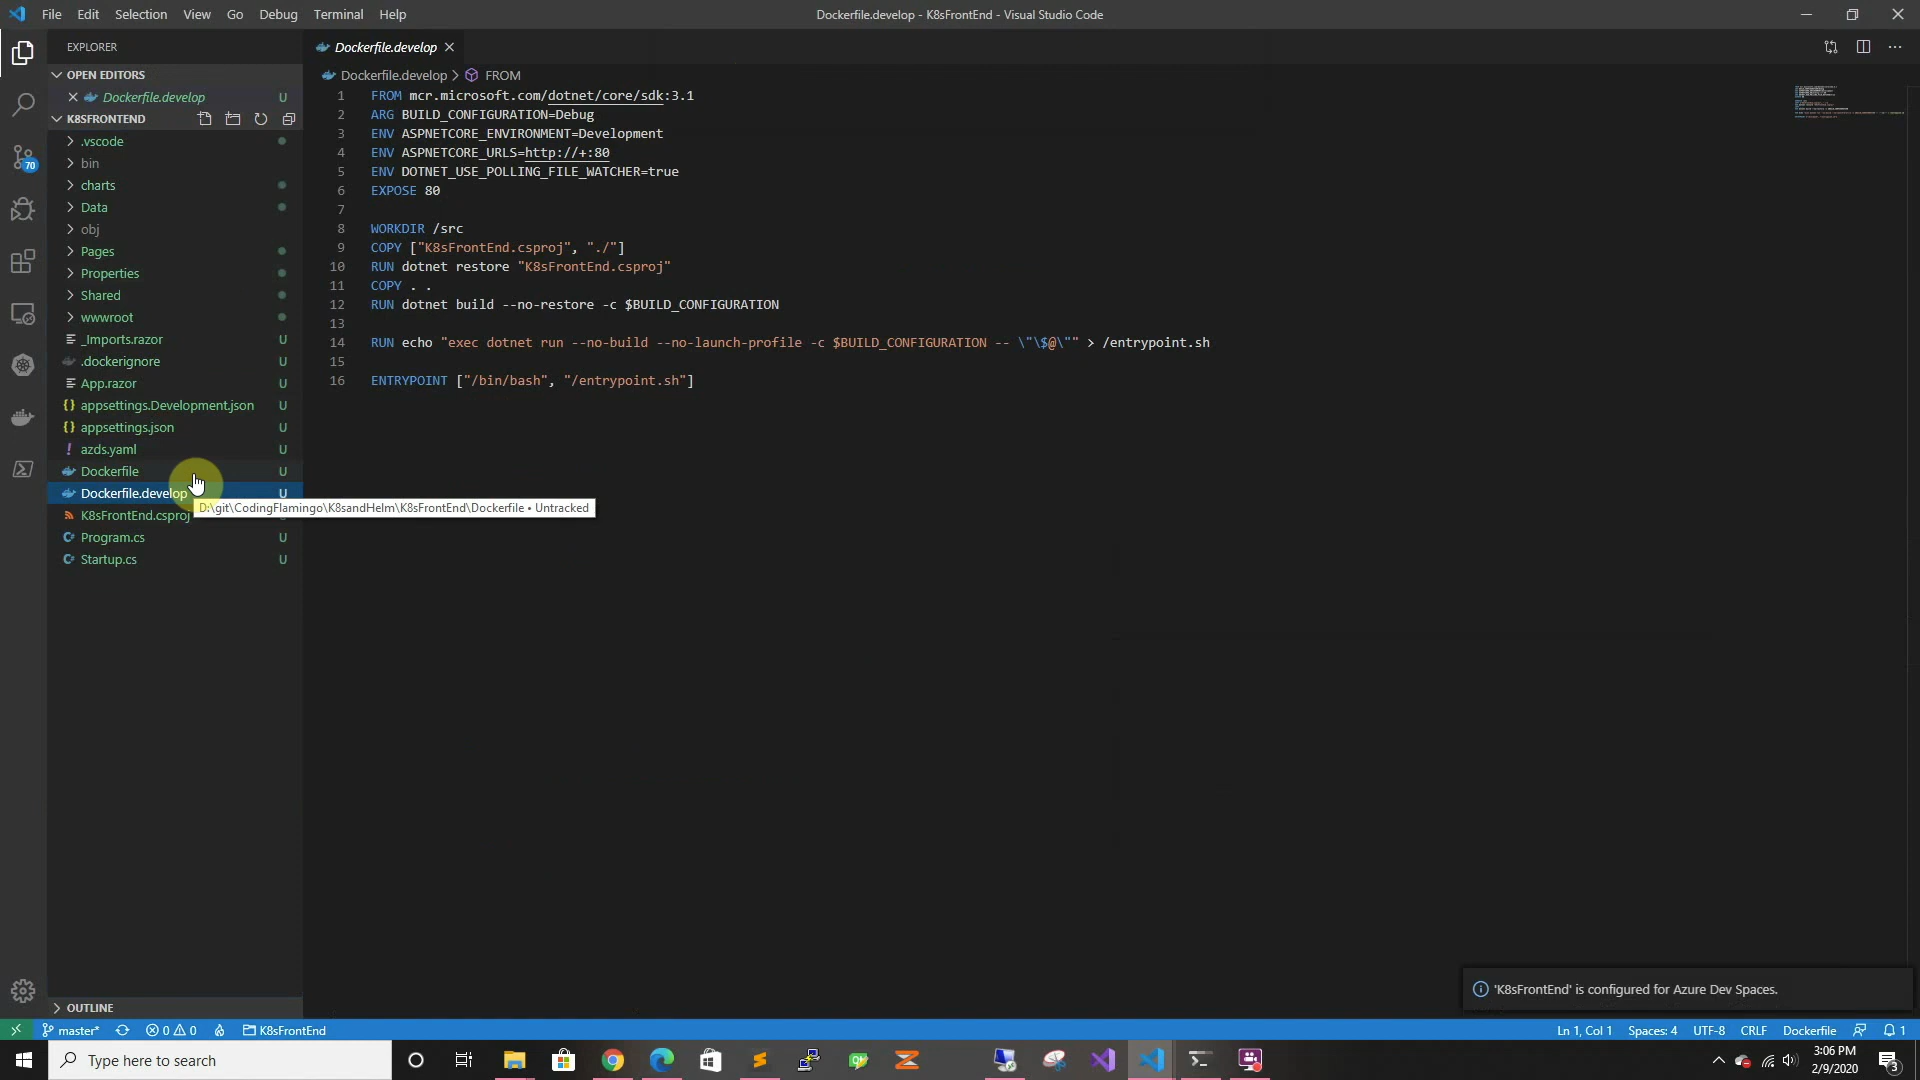 File Edit Selection View Go Debug Terminal Help
Dockerfile.develop - K8sFrontEnd - Visual Studio Code
EXPLORER
OPEN EDITORS
Dockerfile.develop U
K8SFRONTEND
.vscode
bin
charts
Data
obj
Pages
Properties
Shared
wwwroot
_Imports.razor U
.dockerignore U
App.razor U
appsettings.Development.json U
appsettings.json U
azds.yaml U
Dockerfile U
Dockerfile.develop U
K8sFrontEnd.csproj
Program.cs U
Startup.cs U
OUTLINE
70
D:\git\CodingFlamingo\K8sandHelm\K8sFrontEnd\Dockerfile • Untracked
Dockerfile.develop
Dockerfile.develop > FROM
1 FROM mcr.microsoft.com/dotnet/core/sdk:3.1
2 ARG BUILD_CONFIGURATION=Debug
3 ENV ASPNETCORE_ENVIRONMENT=Development
4 ENV ASPNETCORE_URLS=http://+:80
5 ENV DOTNET_USE_POLLING_FILE_WATCHER=true
6 EXPOSE 80
7
8 WORKDIR /src
9 COPY ["K8sFrontEnd.csproj", "./"]
10 RUN dotnet restore "K8sFrontEnd.csproj"
11 COPY . .
12 RUN dotnet build --no-restore -c $BUILD_CONFIGURATION
13
14 RUN echo "exec dotnet run --no-build --no-launch-profile -c $BUILD_CONFIGURATION -- \"\$@\"" > /entrypoint.sh
15
16 ENTRYPOINT ["/bin/bash", "/entrypoint.sh"]
'K8sFrontEnd' is configured for Azure Dev Spaces.
master* 0 0 K8sFrontEnd
Ln 1, Col 1 Spaces: 4 UTF-8 CRLF Dockerfile 1
Type here to search
3:06 PM
2/9/2020
3